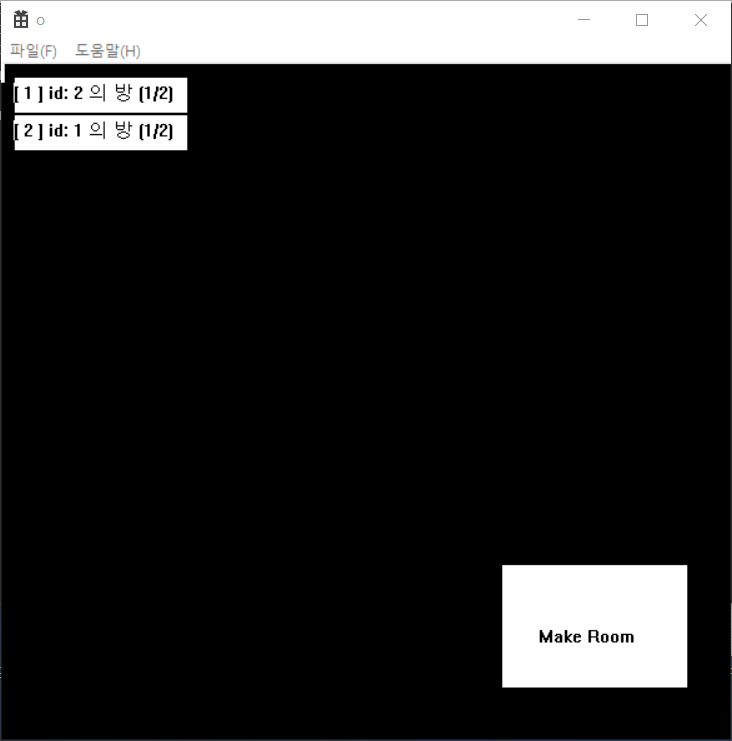 o
파일(F) 도움말(H)
[ 1 ] id: 2 의 방 (1/2)
[ 2 ] id: 1 의 방 (1/2)
Make Room